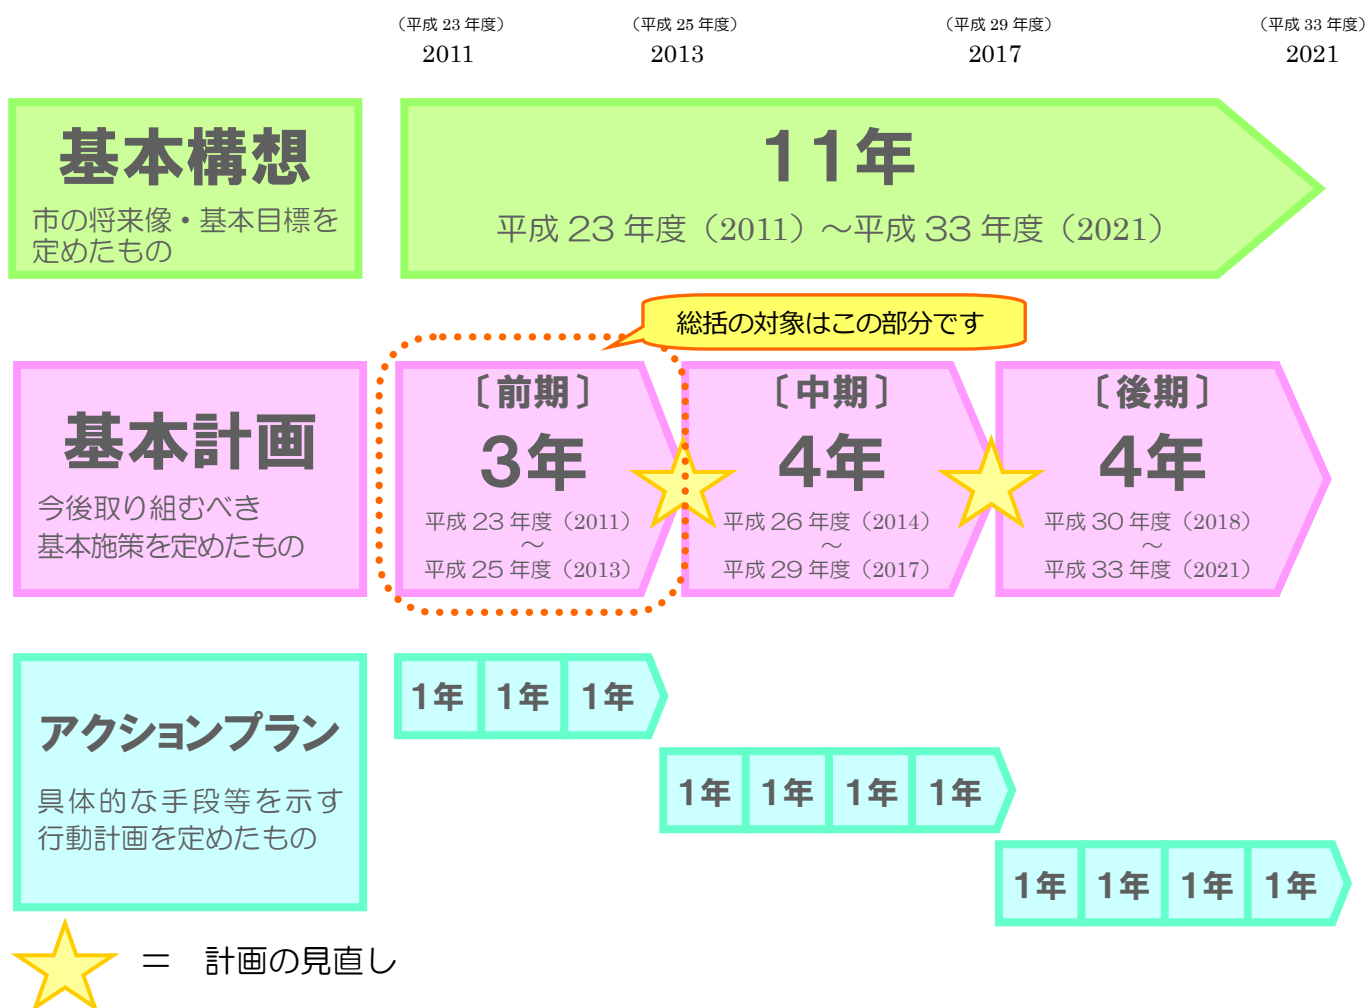 （平成 23 年度）
2011
（平成 25 年度）
2013
（平成 29 年度）
2017
（平成 33 年度）
2021
基本構想
市の将来像・基本目標を
定めたもの
11年
平成 23 年度（2011）～平成 33 年度（2021）
総括の対象はこの部分です
基本計画
今後取り組むべき
基本施策を定めたもの
〔前期〕
3年
平成 23 年度（2011）
～
平成 25 年度（2013）
〔中期〕
4年
平成 26 年度（2014）
～
平成 29 年度（2017）
〔後期〕
4年
平成 30 年度（2018）
～
平成 33 年度（2021）
アクションプラン
具体的な手段等を示す
行動計画を定めたもの
1年 1年 1年
1年 1年 1年 1年
1年 1年 1年 1年
＝　計画の見直し